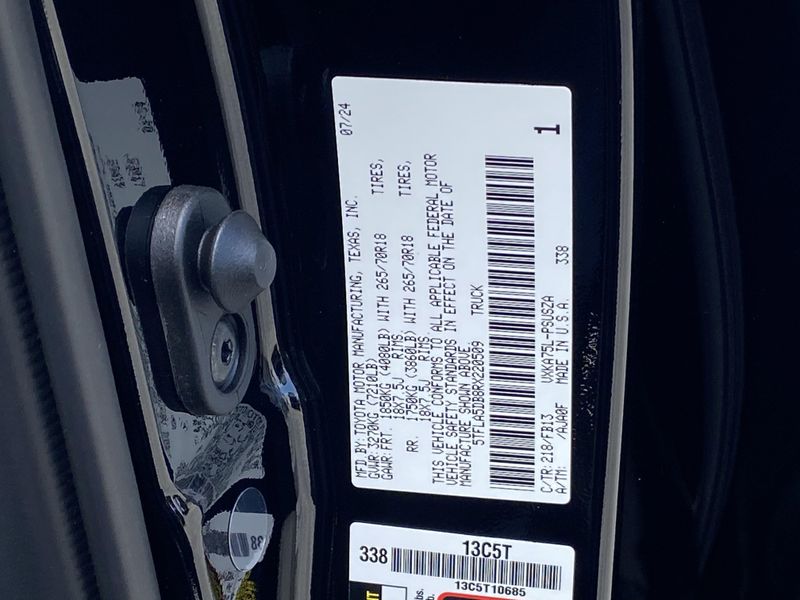 MFD BY: TOYOTA MOTOR MANUFACTURING, TEXAS, INC. 07/24
GVWR: 3270KG (7210LB)
GAWR: FRT. 1850KG (4080LB) WITH 265/70R18 TIRES,
18X7.5J RIMS
RR. 1750KG (3860LB) WITH 265/70R18 TIRES,
18X7.5J RIMS
THIS VEHICLE CONFORMS TO ALL APPLICABLE FEDERAL MOTOR
VEHICLE SAFETY STANDARDS IN EFFECT ON THE DATE OF
MANUFACTURE SHOWN ABOVE.
5TFLA5DB8RX220509 TRUCK
1
C/TR: 218/FB13 VXKA75L-PSUSZA 338
A/TM: /AJA0F MADE IN U.S.A.
338 13C5T
13C5T10685